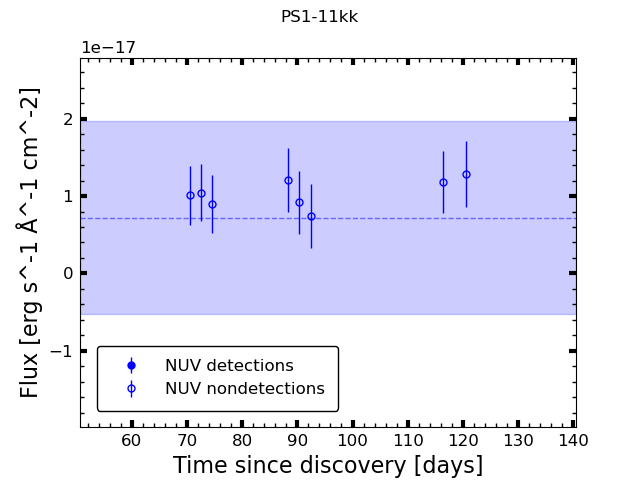 PS1-11kk
1e−17
2
1
0
−1
Flux [erg s^-1 Å^-1 cm^-2]
NUV detections
NUV nondetections
60 70 80 90 100 110 120 130 140
Time since discovery [days]